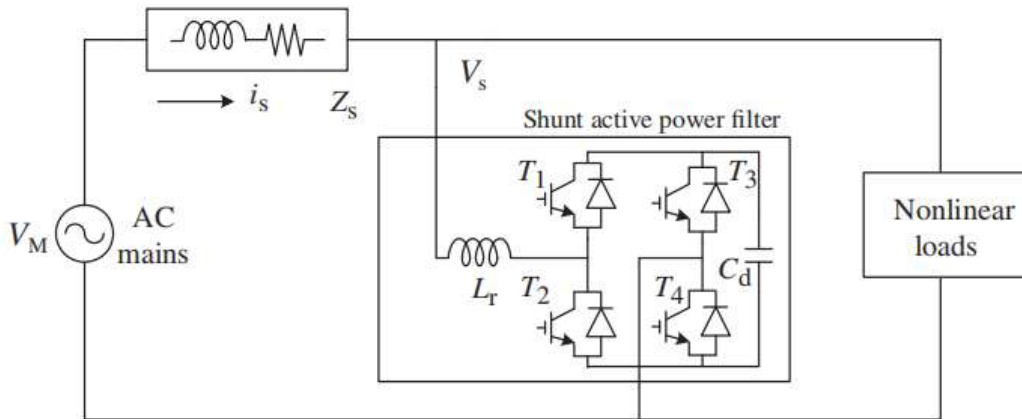 i_s
Z_s
V_s
Shunt active power filter
T_1
T_3
V_M
AC
mains
Nonlinear
loads
L_r
T_2
T_4
C_d